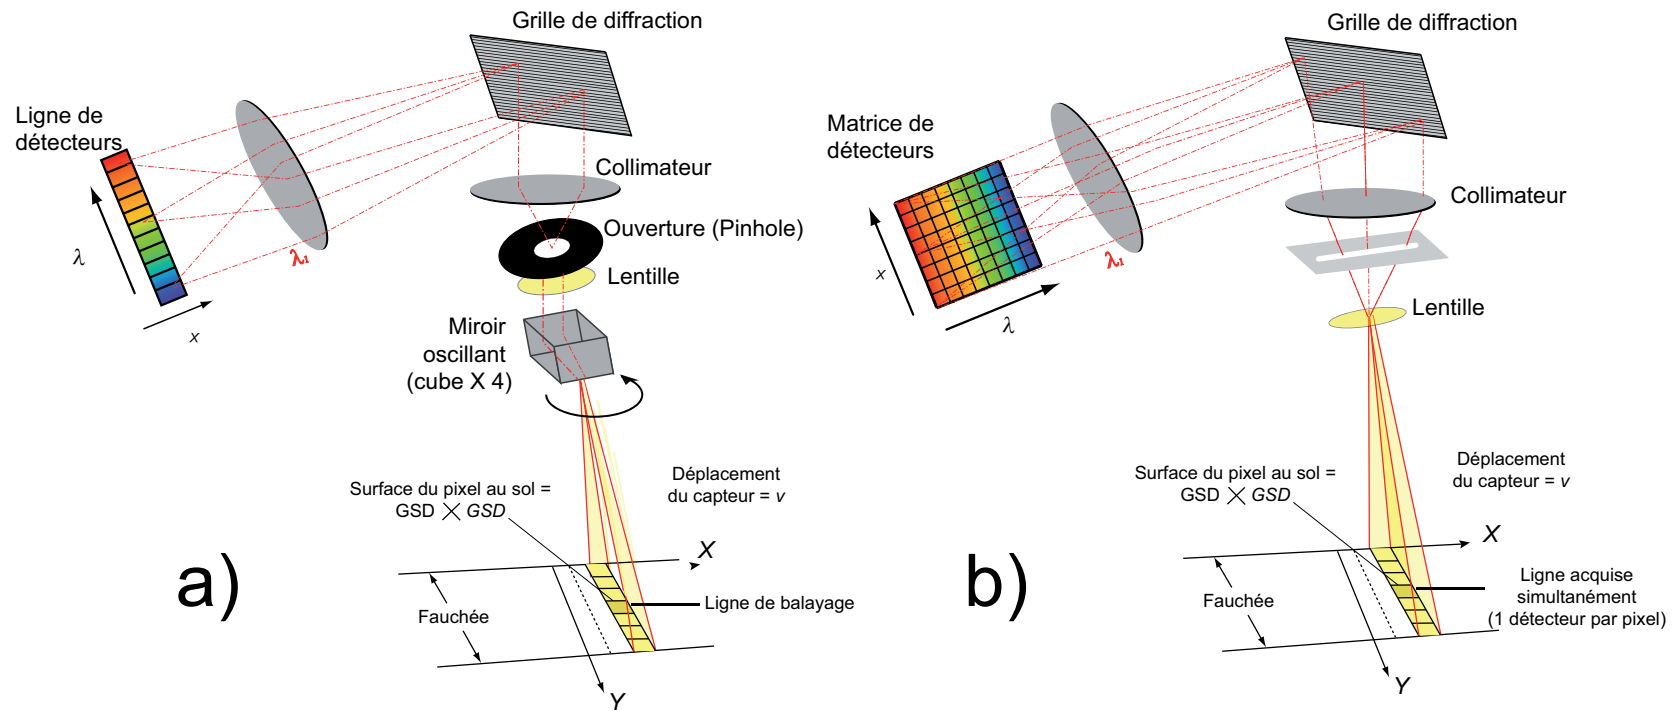 Grille de diffraction
Ligne de
détecteurs
Collimateur
Ouverture (Pinhole)
λ₁
λ
Lentille
x
Miroir
oscillant
(cube X 4)
Surface du pixel au sol =
GSD × GSD
Déplacement
du capteur = v
a)
X
Fauchée
Ligne de balayage
Y
Grille de diffraction
Matrice de
détecteurs
Collimateur
λ₁
x
λ
Lentille
Surface du pixel au sol =
GSD × GSD
Déplacement
du capteur = v
b)
X
Fauchée
Ligne acquise
simultanément
(1 détecteur par pixel)
Y